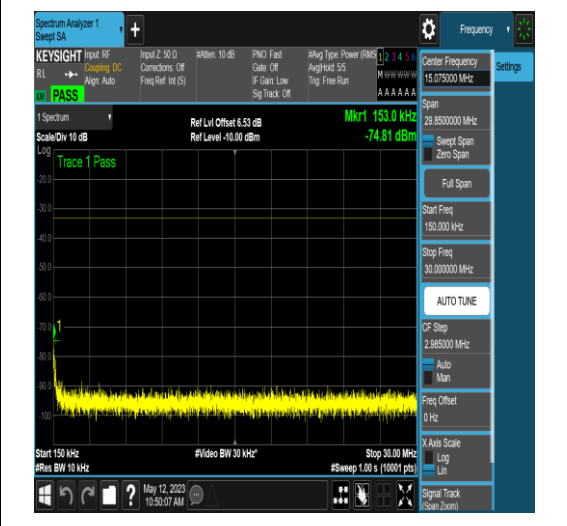 Spectrum Analyzer 1
Swept SA
Frequency
KEYSIGHT
RL
PASS
Input: RF
Coupling: DC
Align: Auto
Input Z: 50 Ω
Corrections: Off
Freq Ref: Int (S)
#Atten: 10 dB
PNO: Fast
Gate: Off
IF Gain: Low
Sig Track: Off
#Avg Type: Power (RMS
Avg|Hold: 5/5
Trig: Free Run
1 2 3 4 5 6
M W W W W W
A A A A A A
Center Frequency
15.075000 MHz
Settings
Span
29.8500000 MHz
Swept Span
Zero Span
Full Span
Start Freq
150.000 kHz
Stop Freq
30.000000 MHz
AUTO TUNE
CF Step
2.985000 MHz
Auto
Man
Freq Offset
0 Hz
X Axis Scale
Log
Lin
Signal Track
(Span Zoom)
1 Spectrum
Scale/Div 10 dB
Ref Lvl Offset 6.53 dB
Ref Level -10.00 dBm
Mkr1 153.0 kHz
-74.81 dBm
Log
Trace 1 Pass
-20.0
-30.0
-40.0
-50.0
-60.0
-70.0
1
-80.0
-90.0
-100
Start 150 kHz
#Res BW 10 kHz
#Video BW 30 kHz*
Stop 30.00 MHz
#Sweep 1.00 s (10001 pts)
?
May 12, 2023
10:50:07 AM